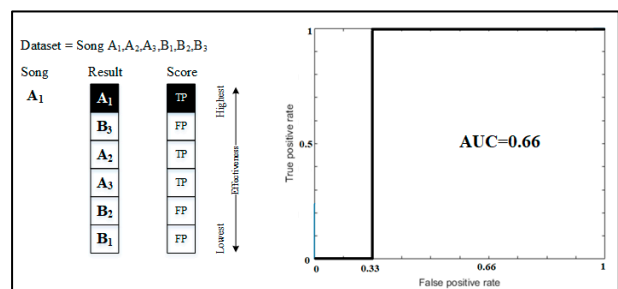 Dataset = Song A₁,A₂,A₃,B₁,B₂,B₃
Song Result Score
A₁ A₁ TP
B₃ FP
A₂ TP
A₃ TP
B₂ FP
B₁ FP
Highest
Effectiveness
Lowest
1
0.5
0
True positive rate
AUC=0.66
0 0.33 0.66 1
False positive rate